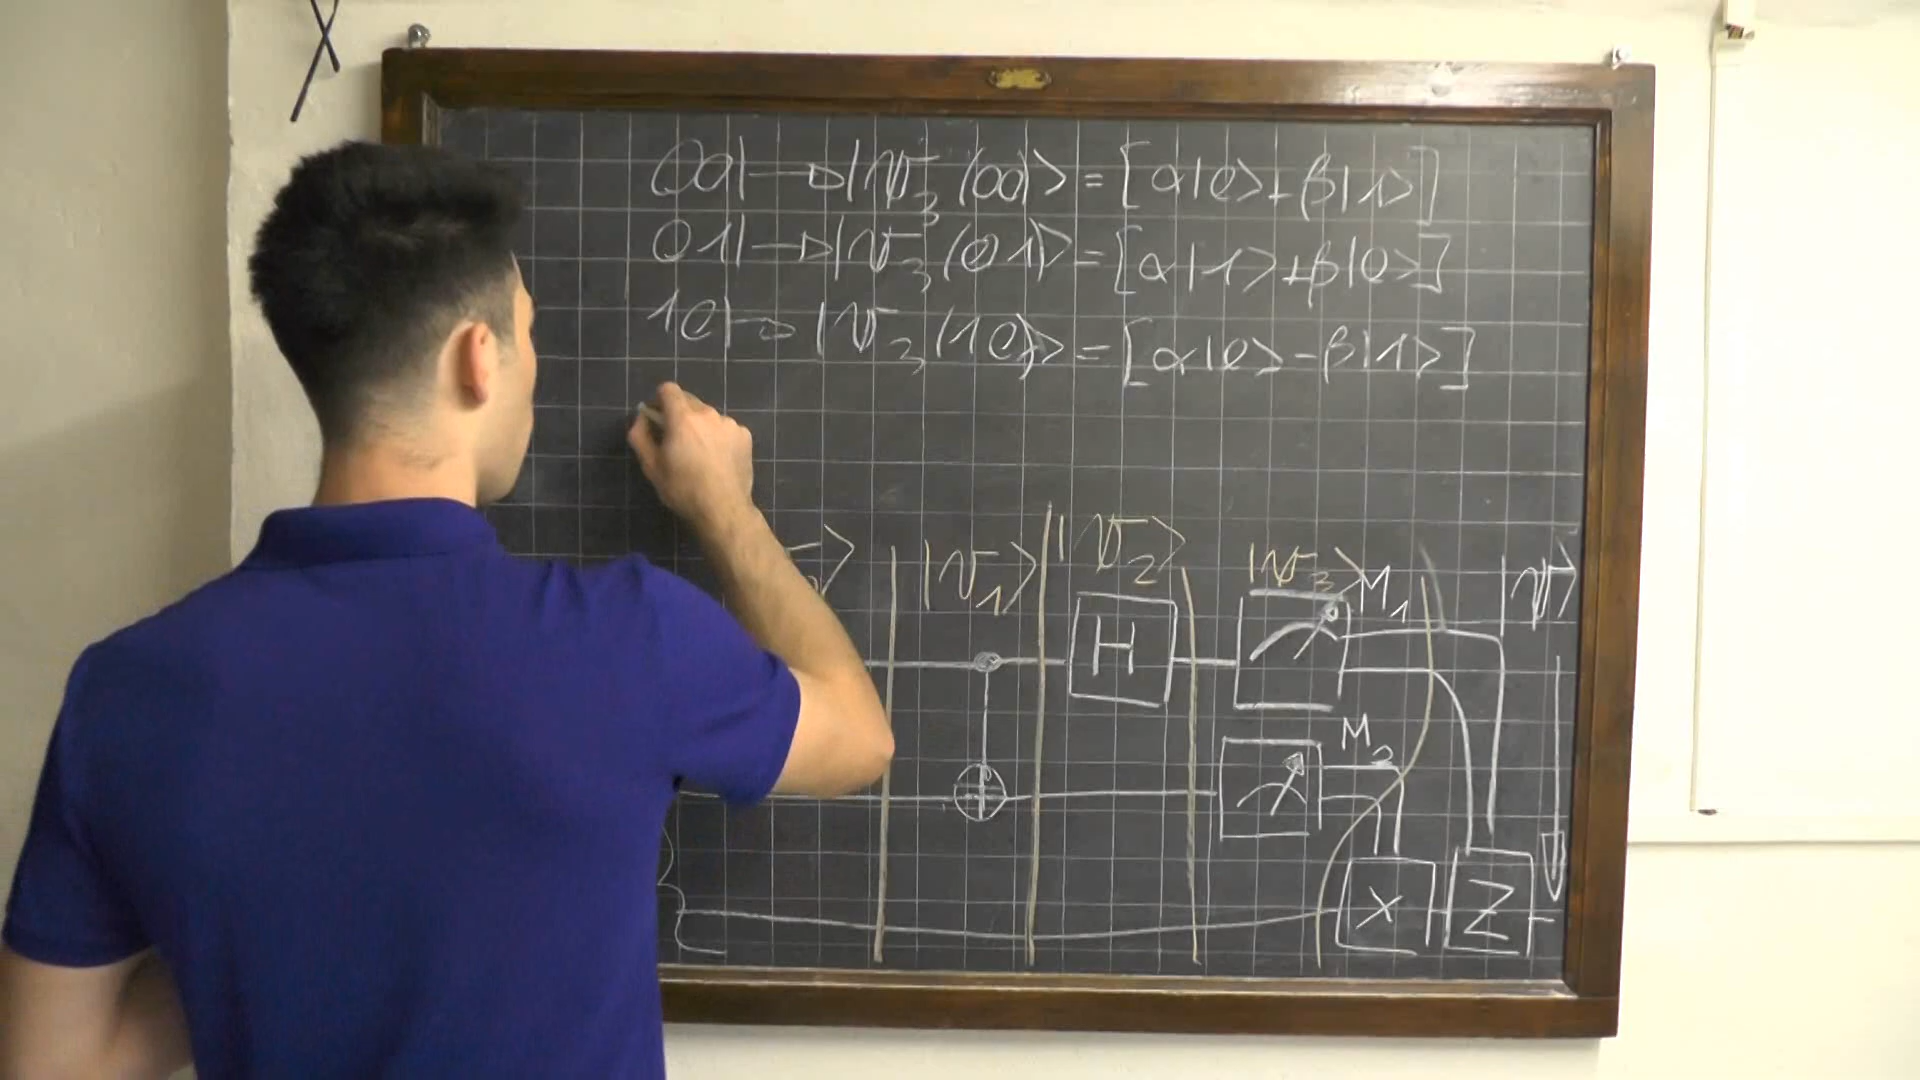 00|→|ψ₃(00)⟩=[α|0⟩+β|1⟩]
01|→|ψ₃(01)⟩=[α|1⟩+β|0⟩]
10|→|ψ₃(10)⟩=[α|0⟩-β|1⟩]
|ψ₁⟩ |ψ₂⟩ |ψ₃⟩ M₁ |ψ⟩
H
M₂
X Z